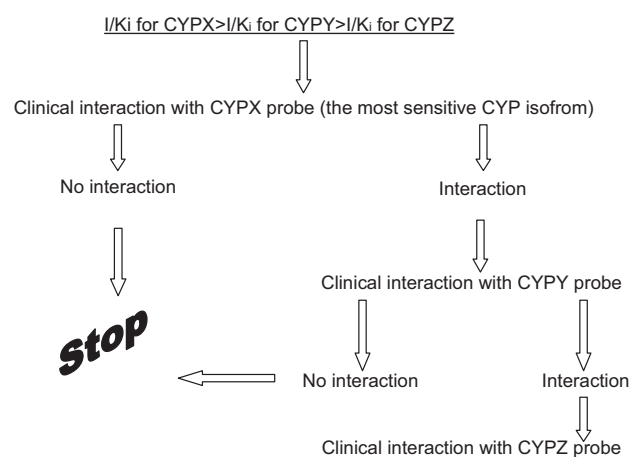 I/Ki for CYPX>I/Ki for CYPY>I/Ki for CYPZ
Clinical interaction with CYPX probe (the most sensitive CYP isofrom)
No interaction
Interaction
Clinical interaction with CYPY probe
Stop
No interaction
Interaction
Clinical interaction with CYPZ probe